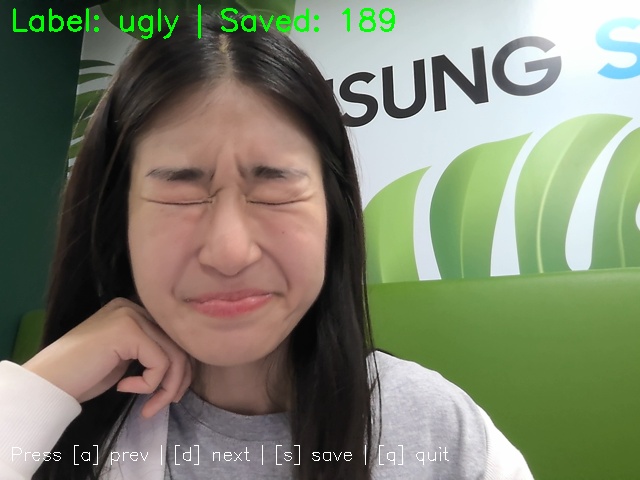 Label: ugly | Saved: 189
SUNG S
Press [a] prev | [d] next | [s] save | [q] quit